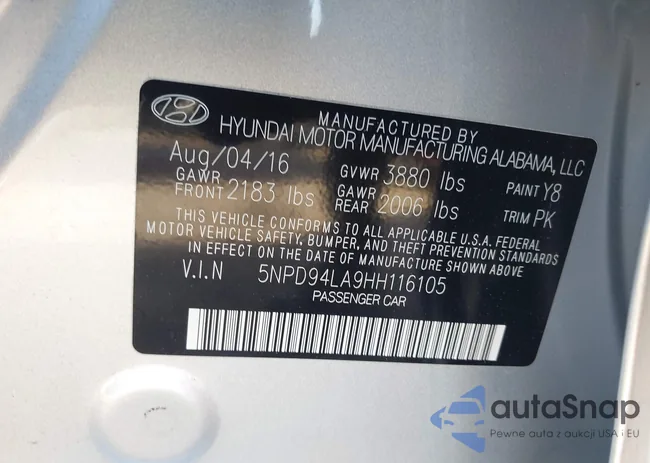 MANUFACTURED BY
HYUNDAI MOTOR MANUFACTURING ALABAMA, LLC
Aug/04/16 GVWR 3880 lbs PAINT Y8
GAWR FRONT 2183 lbs GAWR REAR 2006 lbs TRIM PK
THIS VEHICLE CONFORMS TO ALL APPLICABLE U.S.A. FEDERAL
MOTOR VEHICLE SAFETY, BUMPER, AND THEFT PREVENTION STANDARDS
IN EFFECT ON THE DATE OF MANUFACTURE SHOWN ABOVE
V.I.N 5NPD94LA9HH116105
PASSENGER CAR
autaSnap
Pewne auta z aukcji USA i EU